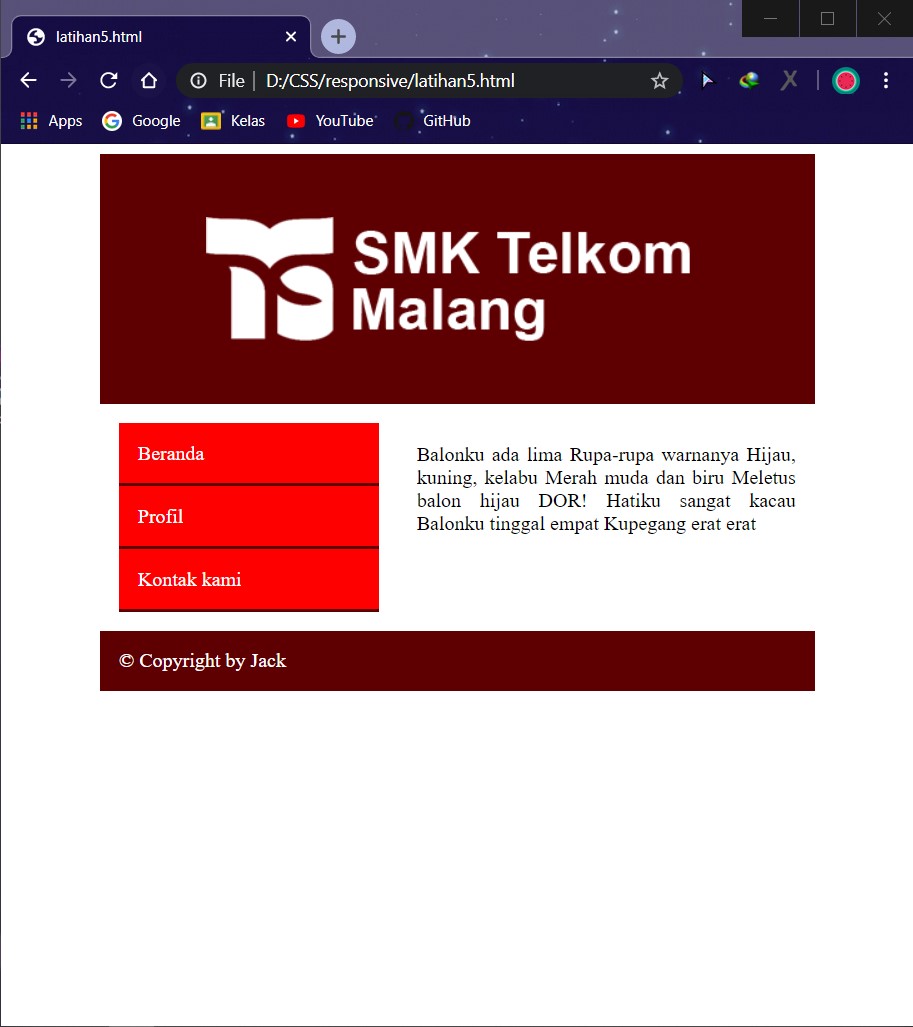 latihan5.html
File | D:/CSS/responsive/latihan5.html
Apps Google Kelas YouTube GitHub
SMK Telkom
Malang
Beranda
Profil
Kontak kami
Balonku ada lima Rupa-rupa warnanya Hijau,
kuning, kelabu Merah muda dan biru Meletus
balon hijau DOR! Hatiku sangat kacau
Balonku tinggal empat Kupegang erat erat
© Copyright by Jack